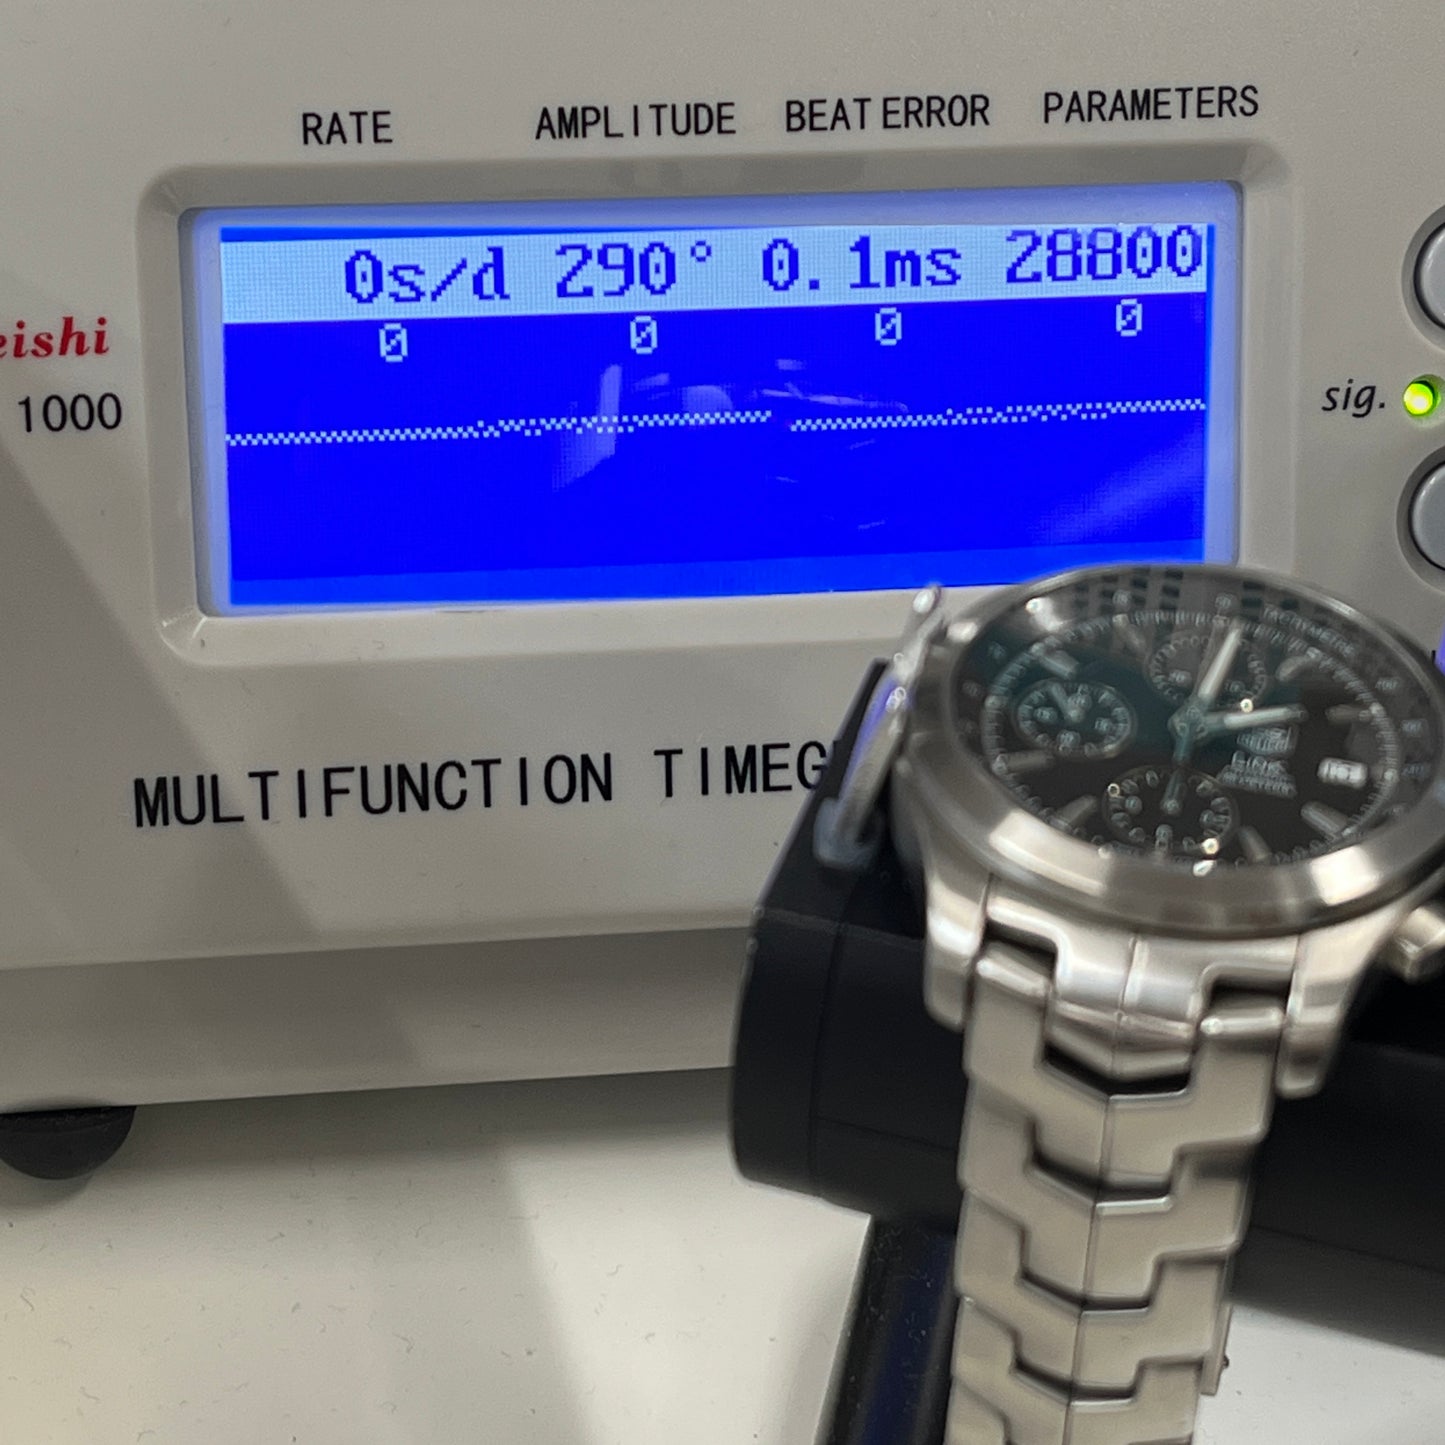 RATE AMPLITUDE BEAT ERROR PARAMETERS
0s/d 290° 0.1ms 28800
0 0 0 0
eishi
1000
sig.
MULTIFUNCTION TIMEG
TACHYMETRE
LINK